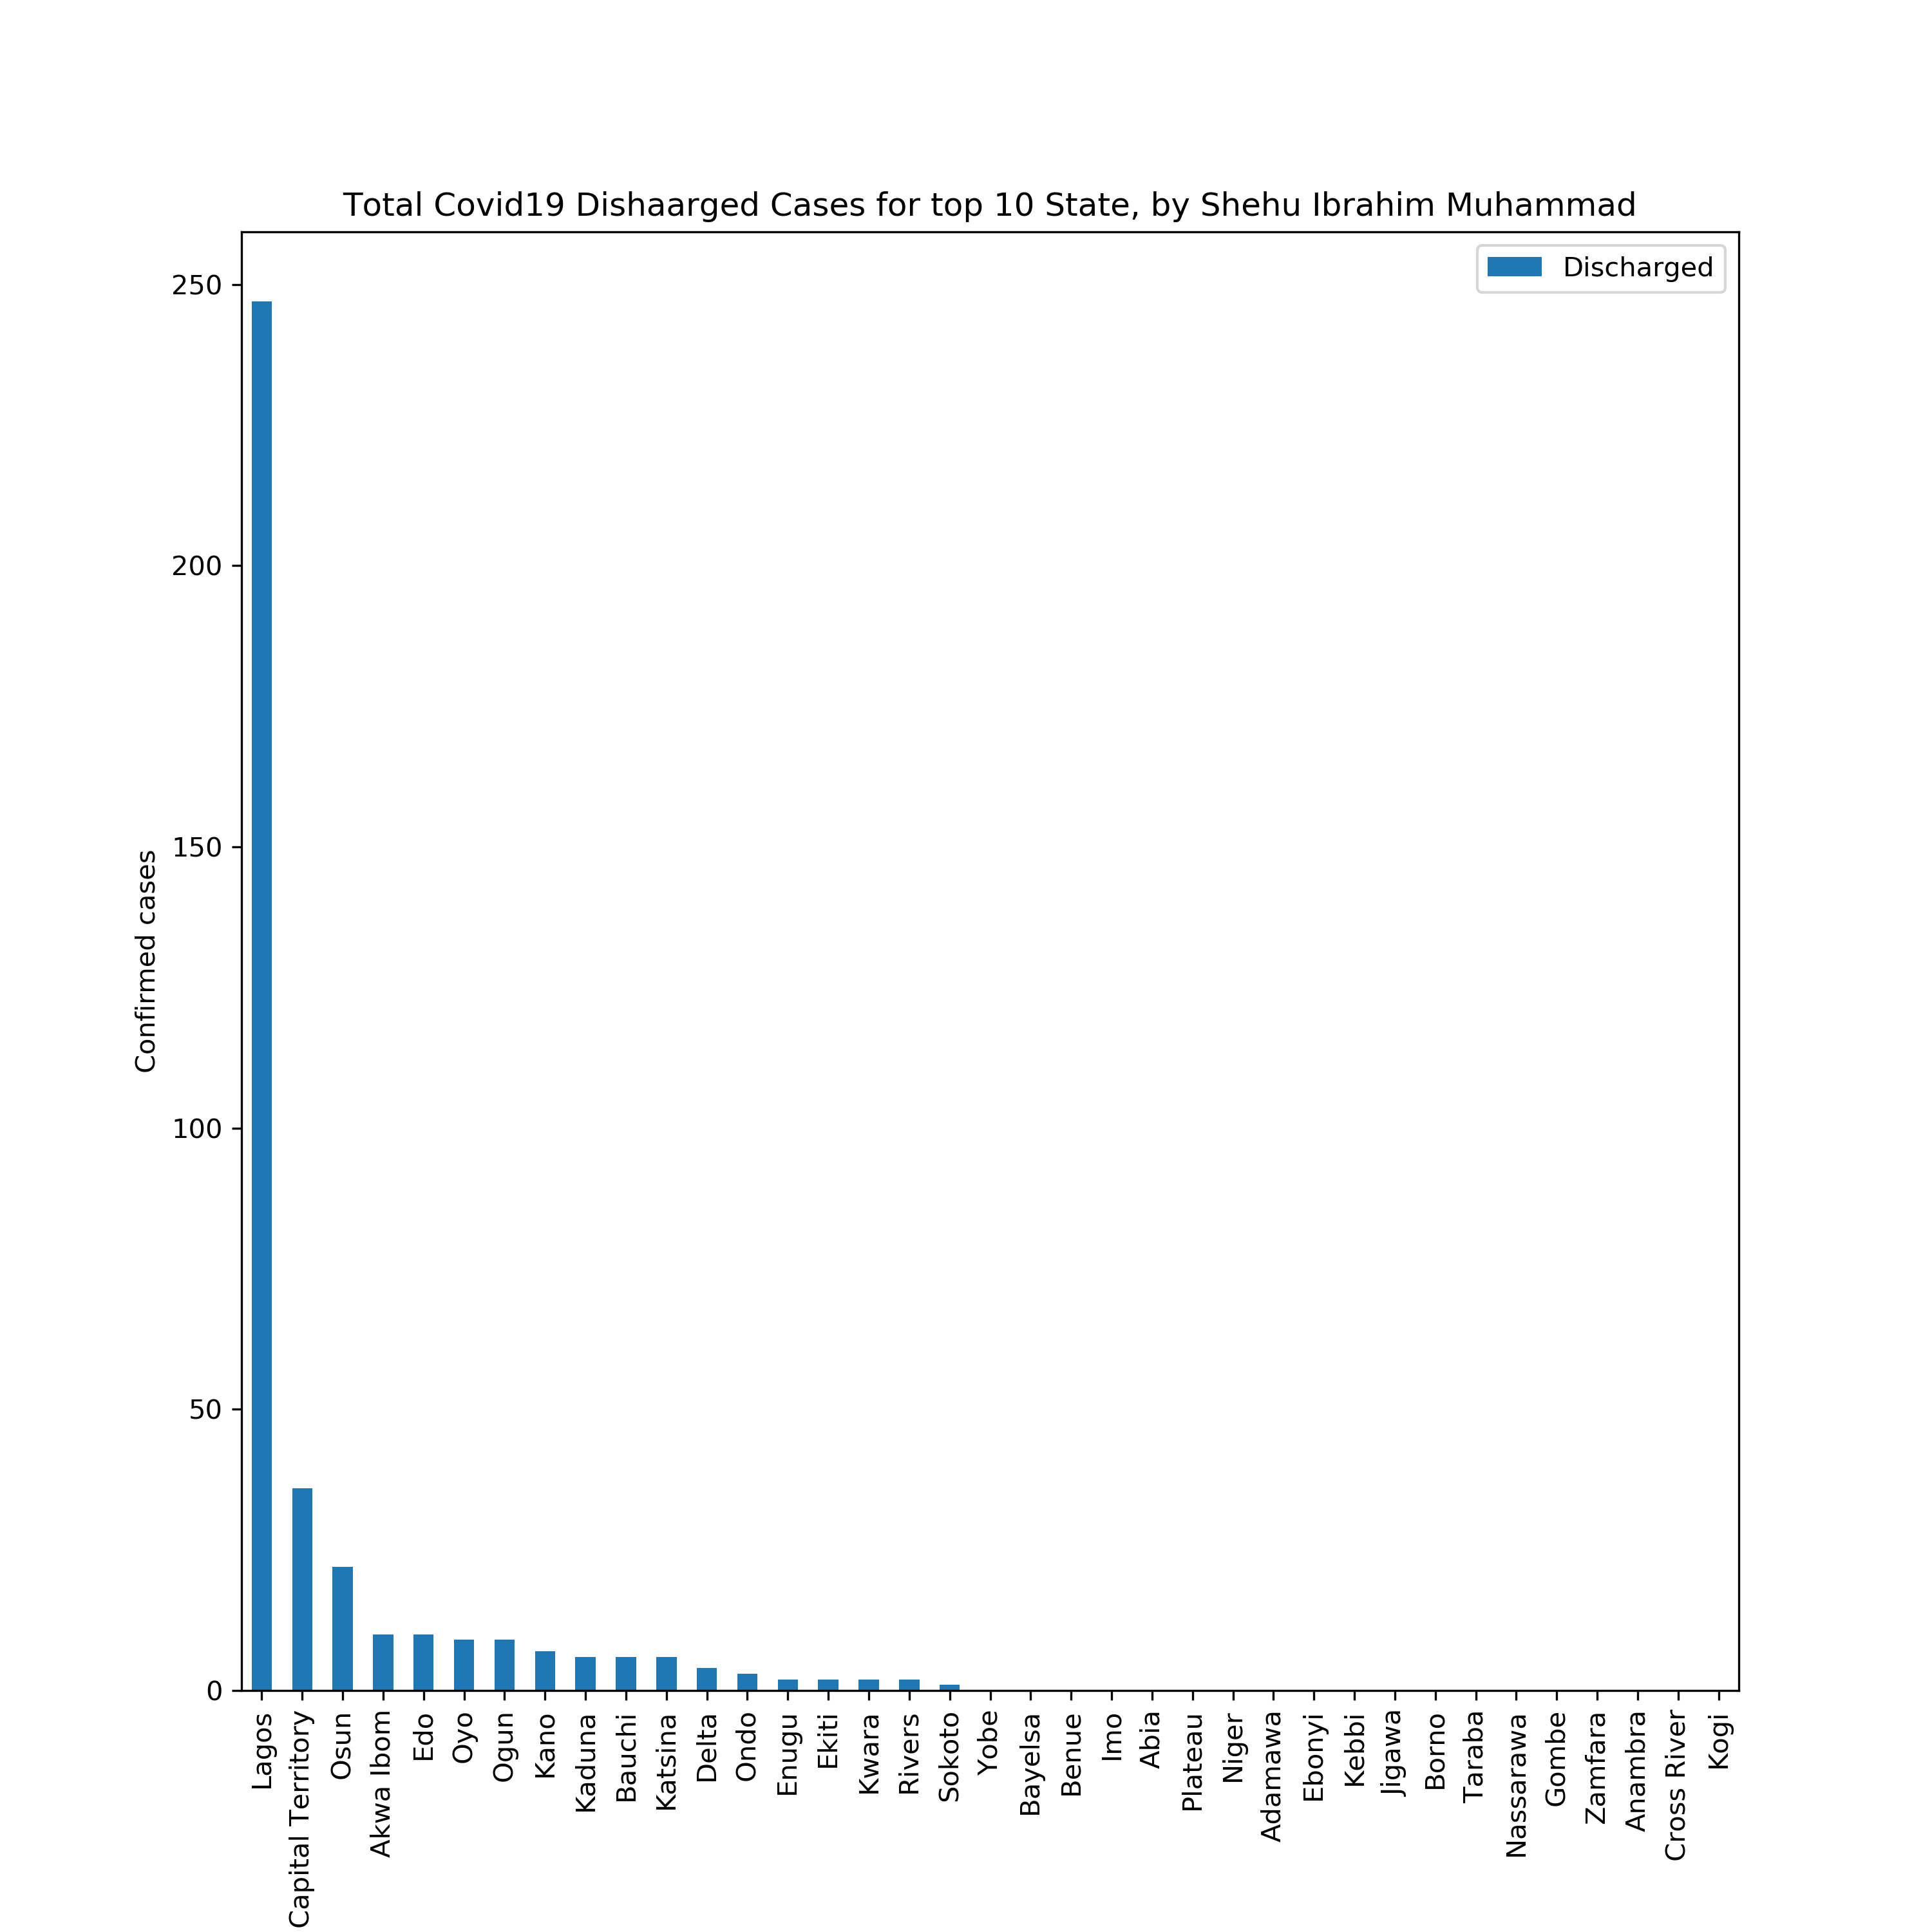 Total Covid19 Dishaarged Cases for top 10 State, by Shehu Ibrahim Muhammad
Discharged
Confirmed cases
250
200
150
100
50
0
Lagos
Capital Territory
Osun
Akwa Ibom
Edo
Oyo
Ogun
Kano
Kaduna
Bauchi
Katsina
Delta
Ondo
Enugu
Ekiti
Kwara
Rivers
Sokoto
Yobe
Bayelsa
Benue
Imo
Abia
Plateau
Niger
Adamawa
Ebonyi
Kebbi
Jigawa
Borno
Taraba
Nassarawa
Gombe
Zamfara
Anambra
Cross River
Kogi